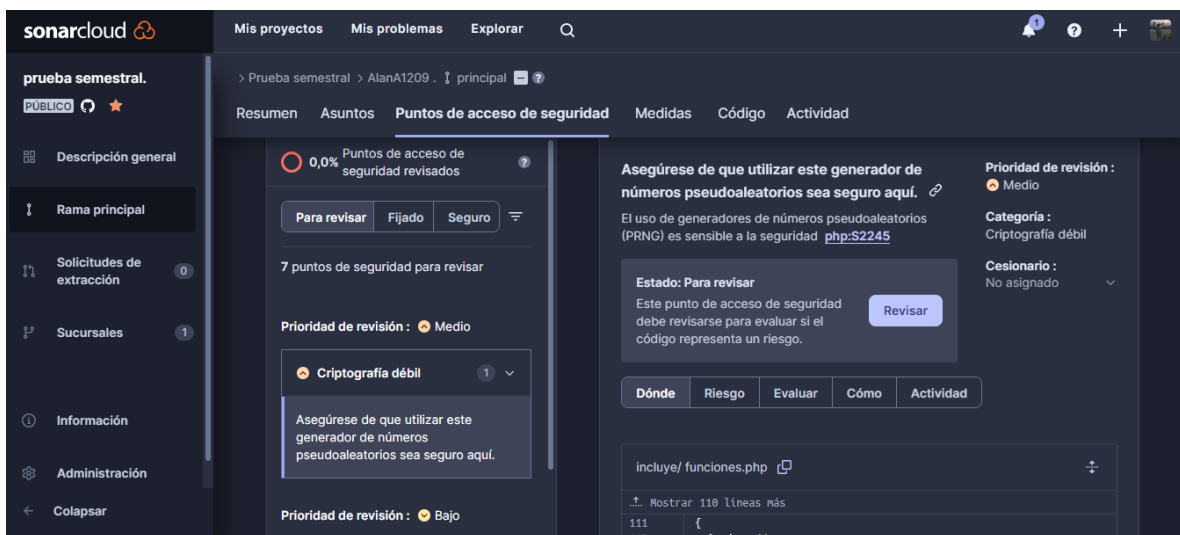 sonarcloud
Mis proyectos Mis problemas Explorar
1
prueba semestral.
PÚBLICO
> Prueba semestral > AlanA1209 . principal
Resumen Asuntos Puntos de acceso de seguridad Medidas Código Actividad
Descripción general
Rama principal
Solicitudes de
extracción
0
Sucursales 1
Información
Administración
Colapsar
0,0% Puntos de acceso de
seguridad revisados
Para revisar Fijado Seguro
7 puntos de seguridad para revisar
Prioridad de revisión : Medio
Criptografía débil 1
Asegúrese de que utilizar este
generador de números
pseudoaleatorios sea seguro aquí.
Prioridad de revisión : Bajo
Asegúrese de que utilizar este generador de
números pseudoaleatorios sea seguro aquí.
El uso de generadores de números pseudoaleatorios
(PRNG) es sensible a la seguridad php:S2245
Estado: Para revisar
Este punto de acceso de seguridad
debe revisarse para evaluar si el
código representa un riesgo.
Revisar
Prioridad de revisión :
Medio
Categoría :
Criptografía débil
Cesionario :
No asignado
Dónde Riesgo Evaluar Cómo Actividad
incluye/ funciones.php
Mostrar 110 líneas más
111 {